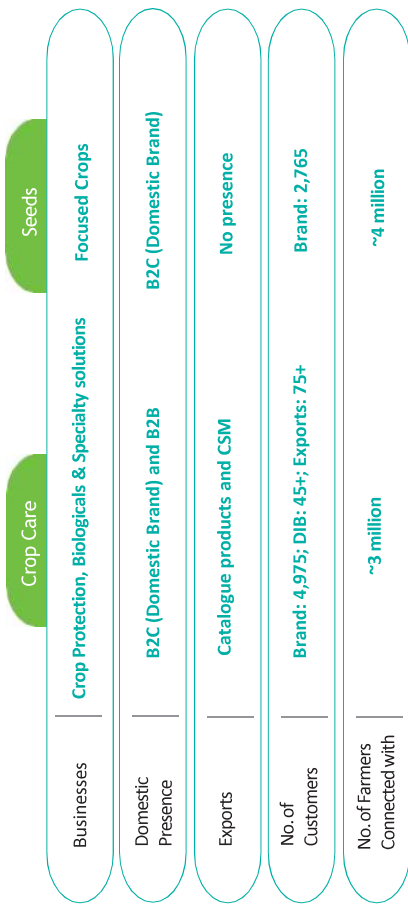 Crop Care
Seeds
Businesses
Crop Protection, Biologicals & Specialty solutions
Focused Crops
Domestic
Presence
B2C (Domestic Brand) and B2B
B2C (Domestic Brand)
Exports
Catalogue products and CSM
No presence
No. of
Customers
Brand: 4,975; DIB: 45+; Exports: 75+
Brand: 2,765
No. of Farmers
Connected with
~3 million
~4 million